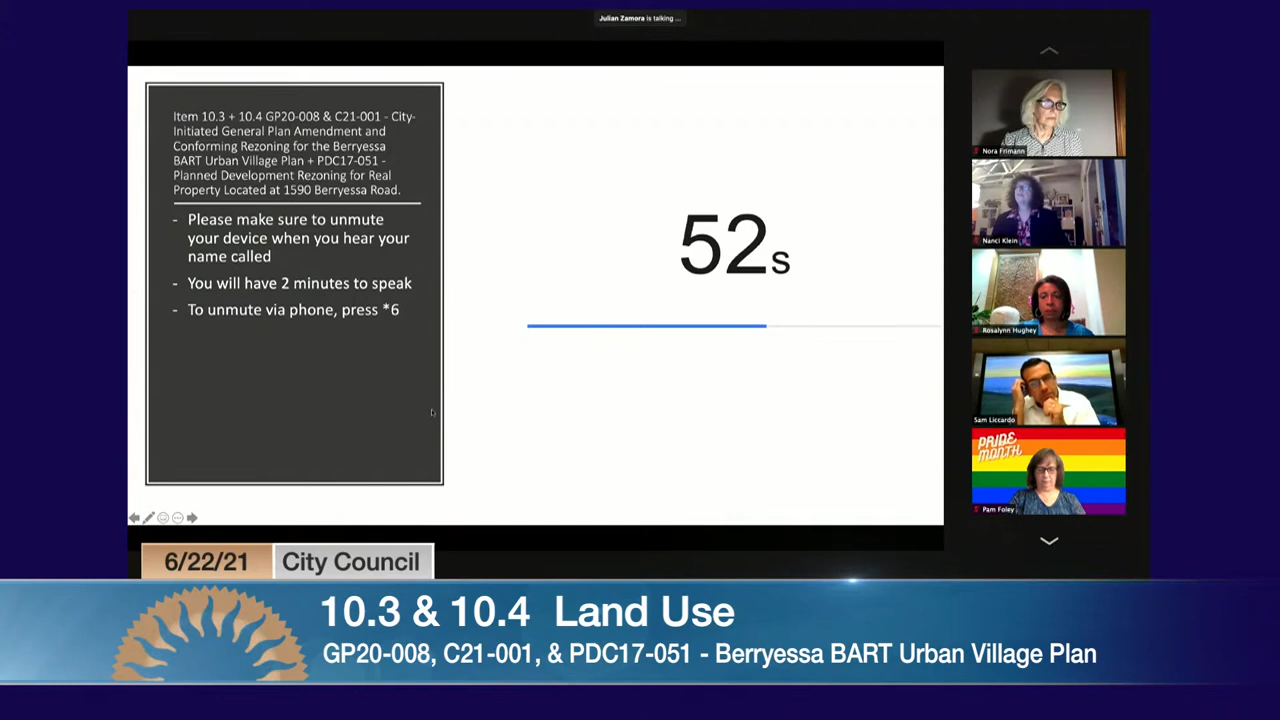 Julian Zamora is talking ...
Item 10.3 + 10.4 GP20-008 & C21-001 - City-
Initiated General Plan Amendment and
Conforming Rezoning for the Berryessa
BART Urban Village Plan + PDC17-051 -
Planned Development Rezoning for Real
Property Located at 1590 Berryessa Road.
- Please make sure to unmute
your device when you hear your
name called
- You will have 2 minutes to speak
- To unmute via phone, press *6
52s
Nora Frimann
Nanci Klein
Rosalynn Hughey
Sam Liccardo
PRIDE
MONTH
Pam Foley
6/22/21 City Council
10.3 & 10.4 Land Use
GP20-008, C21-001, & PDC17-051 - Berryessa BART Urban Village Plan